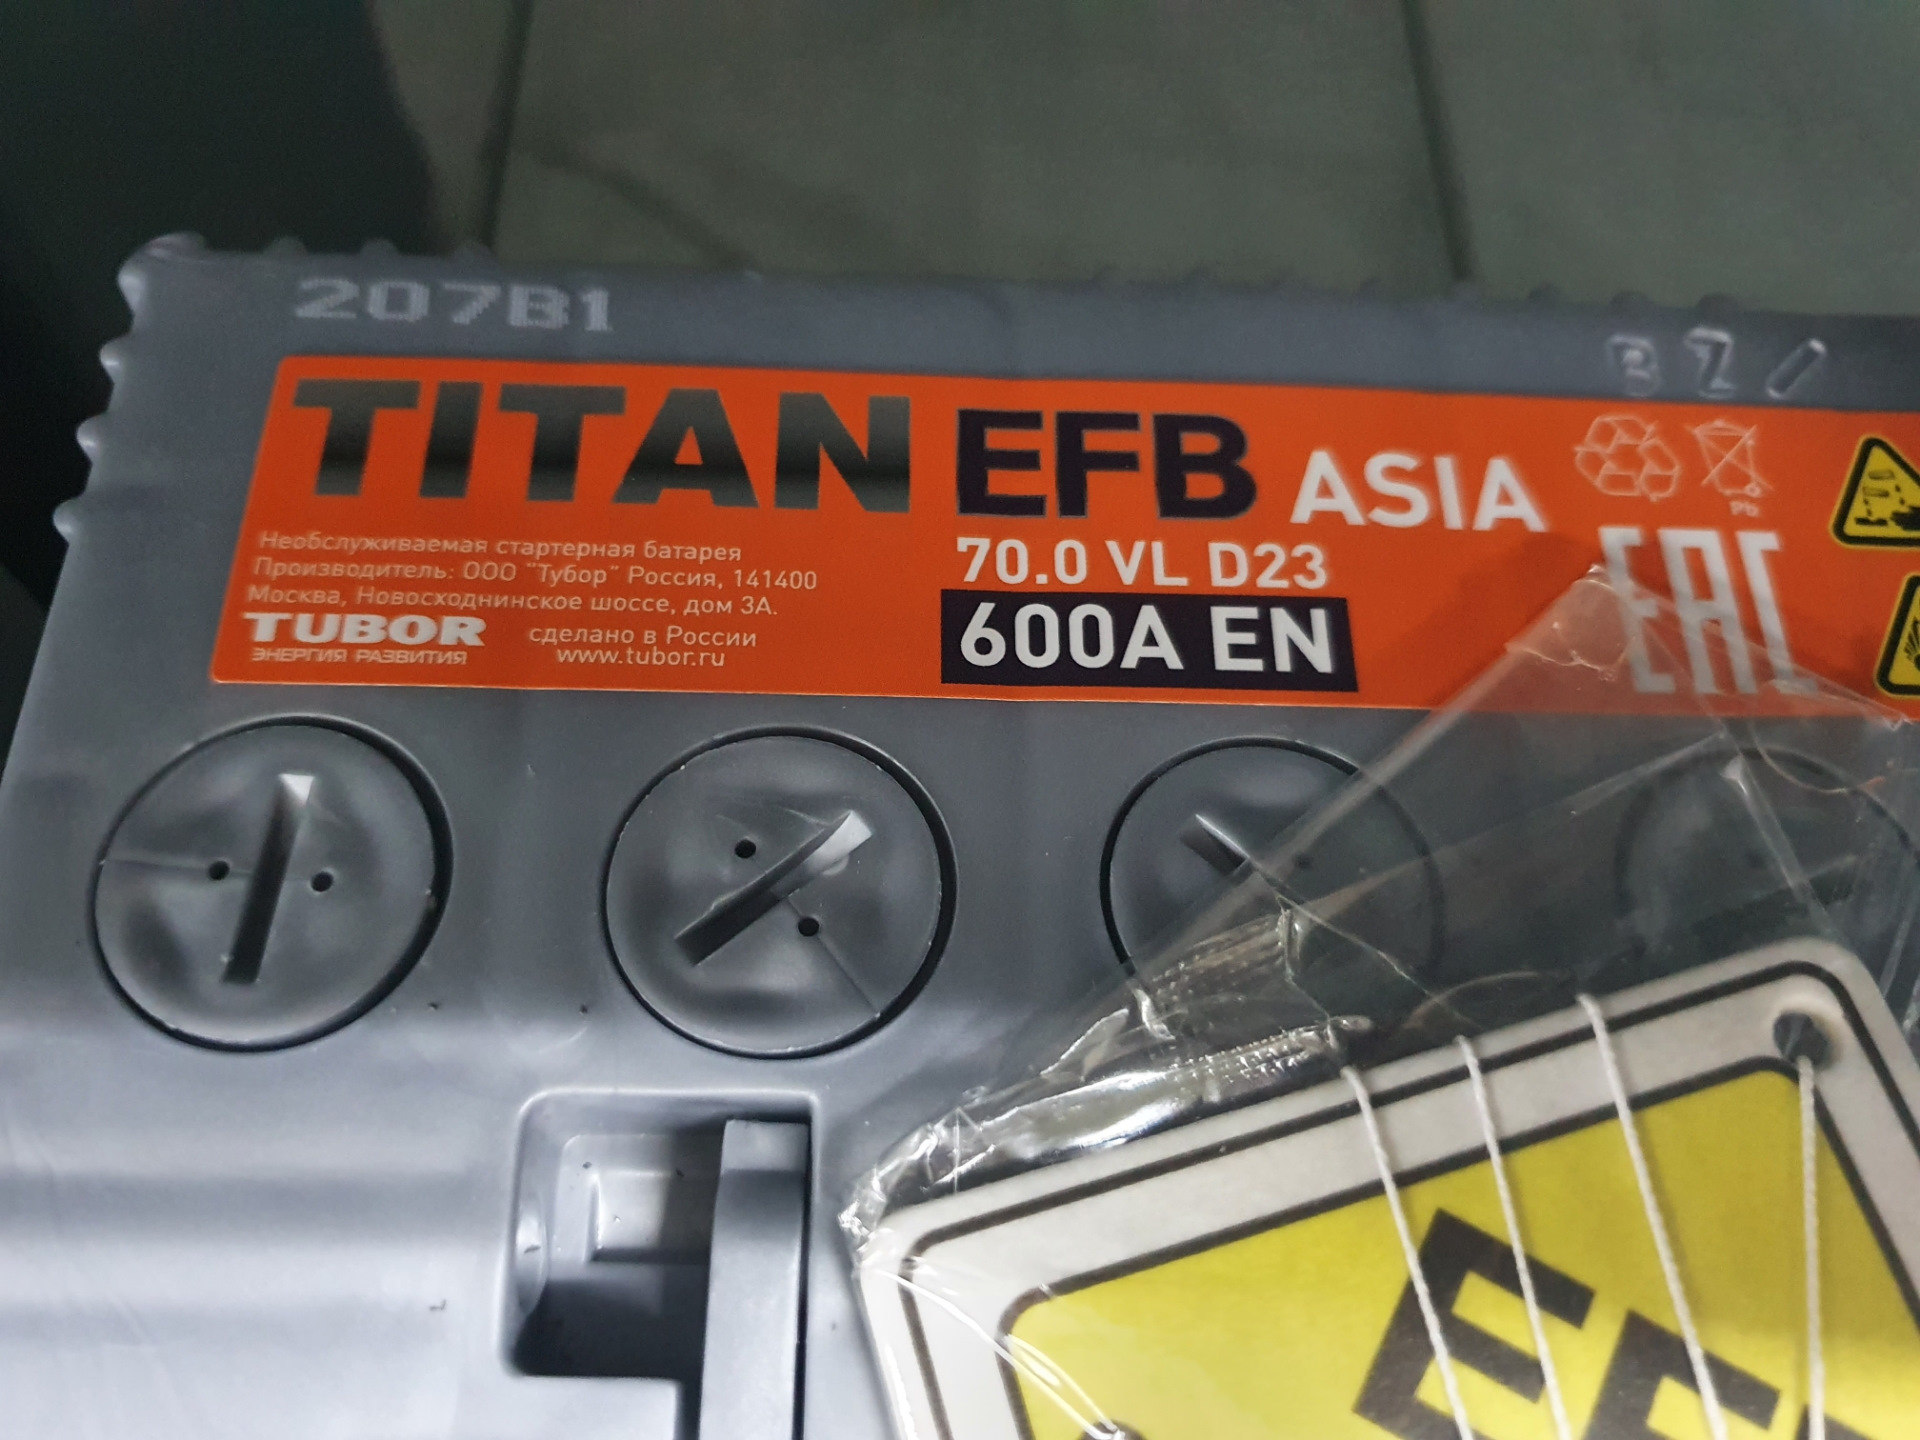 207B1
TITAN EFB ASIA
Pb
Необслуживаемая стартерная батарея
Производитель: ООО "Тубор" Россия, 141400
Москва, Новосходнинское шоссе, дом 3А.
TUBOR
ЭНЕРГИЯ РАЗВИТИЯ
сделано в России
www.tubor.ru
70.0 VL D23
600A EN
EAC